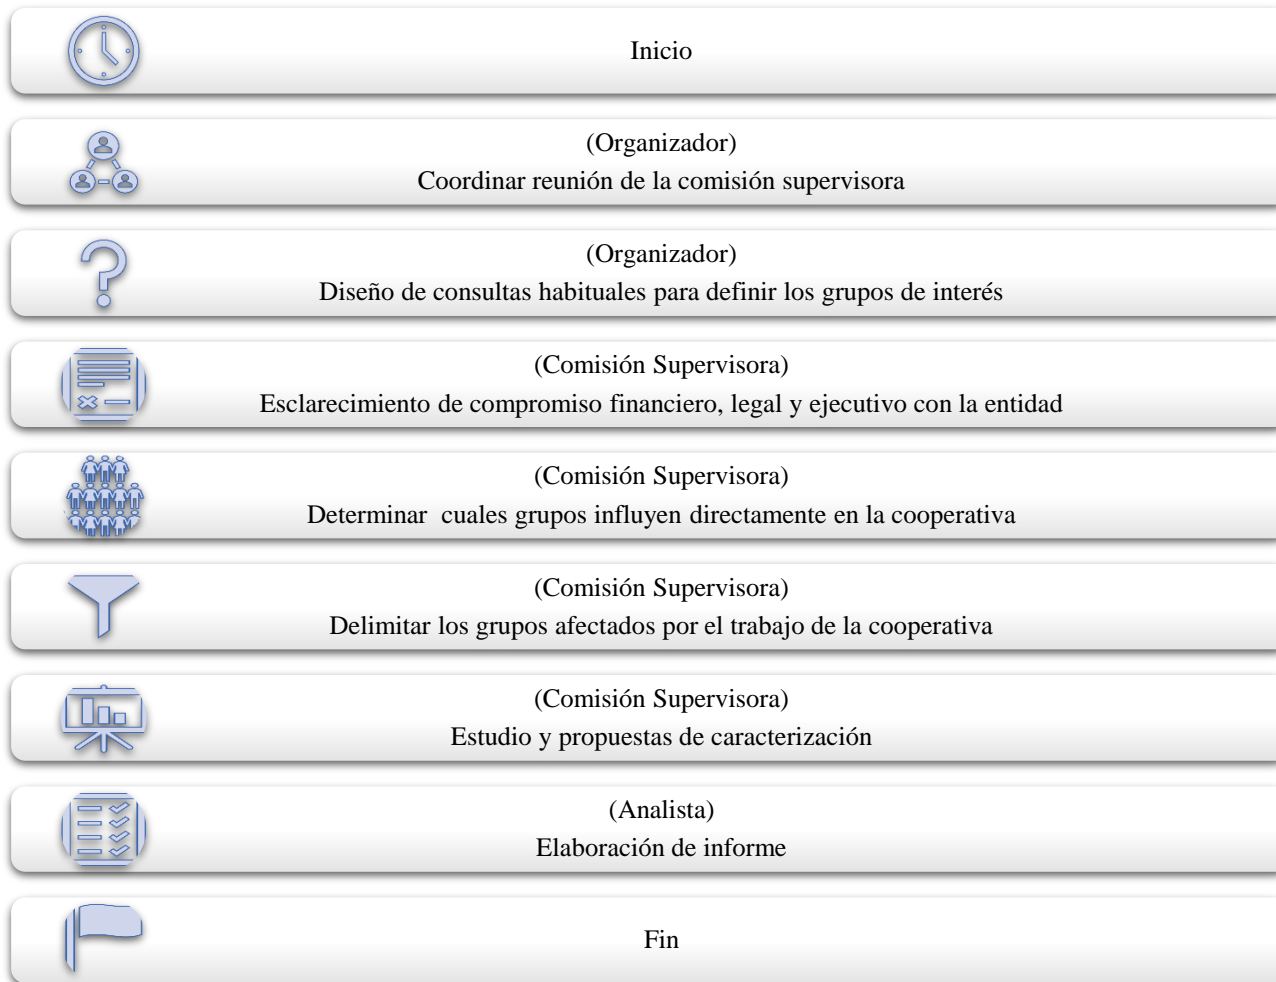 Inicio
(Organizador)
Coordinar reunión de la comisión supervisora
(Organizador)
Diseño de consultas habituales para definir los grupos de interés
(Comisión Supervisora)
Esclarecimiento de compromiso financiero, legal y ejecutivo con la entidad
(Comisión Supervisora)
Determinar  cuales grupos influyen directamente en la cooperativa
(Comisión Supervisora)
Delimitar los grupos afectados por el trabajo de la cooperativa
(Comisión Supervisora)
Estudio y propuestas de caracterización
(Analista)
Elaboración de informe
Fin